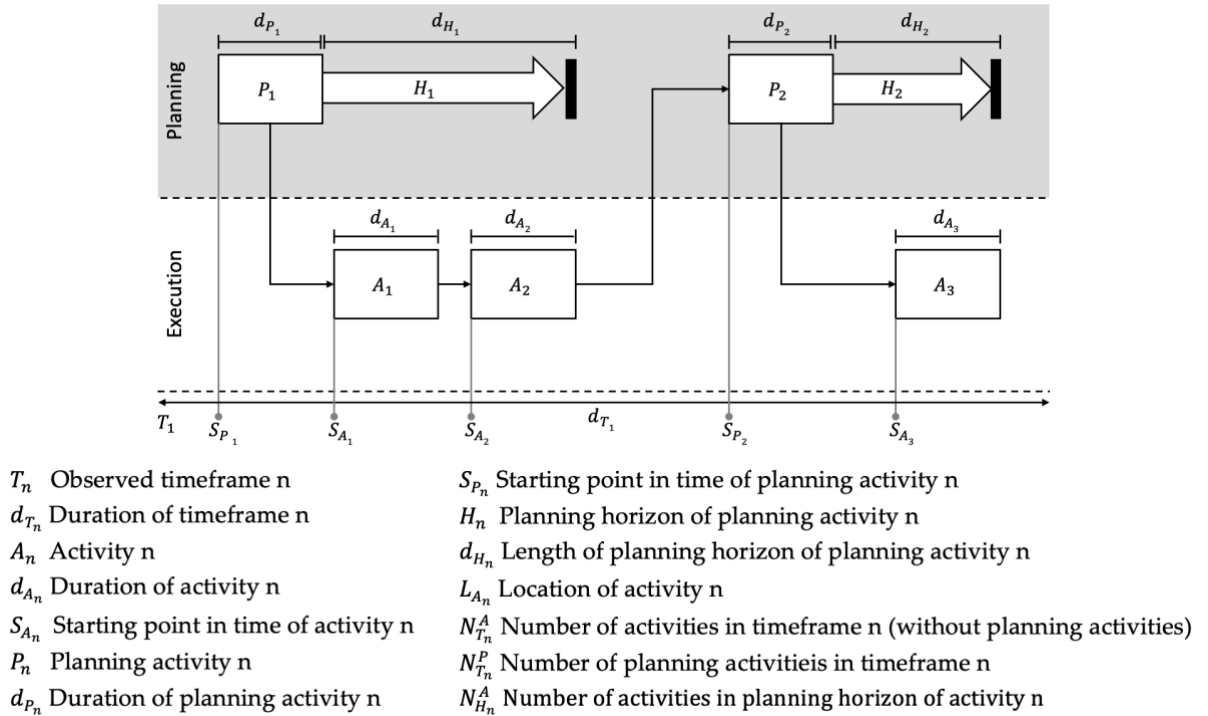 d_{P_1} d_{H_1} d_{P_2} d_{H_2}
Planning
P_1 H_1 P_2 H_2
d_{A_1} d_{A_2} d_{A_3}
Execution
A_1 A_2 A_3
T_1 S_{P_1} S_{A_1} S_{A_2} d_{T_1} S_{P_2} S_{A_3}
T_n Observed timeframe n
d_{T_n} Duration of timeframe n
A_n Activity n
d_{A_n} Duration of activity n
S_{A_n} Starting point in time of activity n
P_n Planning activity n
d_{P_n} Duration of planning activity n
S_{P_n} Starting point in time of planning activity n
H_n Planning horizon of planning activity n
d_{H_n} Length of planning horizon of planning activity n
L_{A_n} Location of activity n
N^A_{T_n} Number of activities in timeframe n (without planning activities)
N^P_{T_n} Number of planning activitieis in timeframe n
N^A_{H_n} Number of activities in planning horizon of activity n